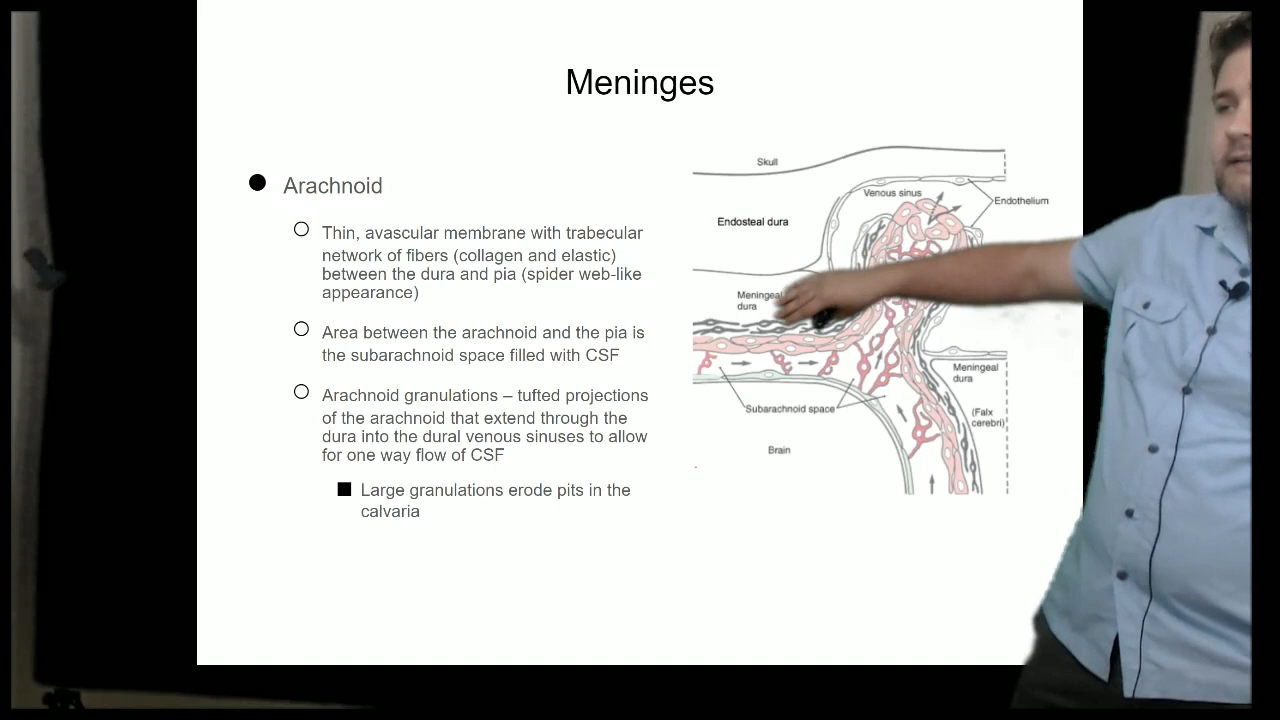 Meninges
Arachnoid
Thin, avascular membrane with trabecular
network of fibers (collagen and elastic)
between the dura and pia (spider web-like
appearance)
Area between the arachnoid and the pia is
the subarachnoid space filled with CSF
Arachnoid granulations – tufted projections
of the arachnoid that extend through the
dura into the dural venous sinuses to allow
for one way flow of CSF
Large granulations erode pits in the
calvaria
Skull
Venous sinus
Endothelium
Endosteal dura
Meningeal
dura
Meningeal
dura
(Falx
cerebri)
Subarachnoid space
Brain